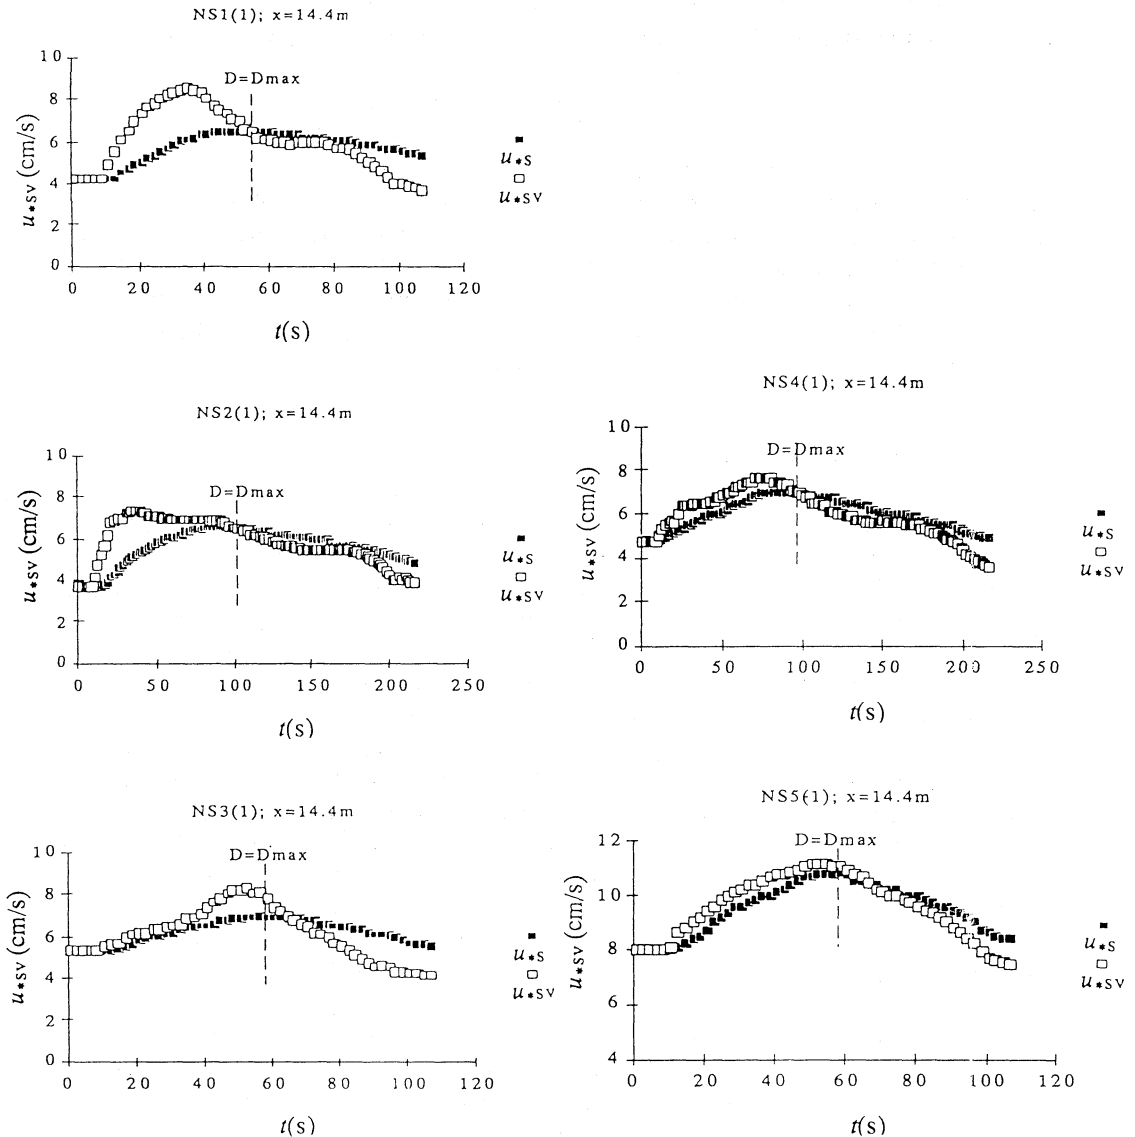 NS1(1); x=14.4m
10
8
6
4
2
0
D=Dmax
u*SV (cm/s)
u*S
u*SV
0 20 40 60 80 100 120
t(s)
NS2(1); x=14.4m
10
8
6
4
2
0
D=Dmax
u*SV (cm/s)
u*S
u*SV
0 50 100 150 200 250
t(s)
NS4(1); x=14.4m
10
8
6
4
2
0
D=Dmax
u*SV (cm/s)
u*S
u*SV
0 50 100 150 200 250
t(s)
NS3(1); x=14.4m
10
8
6
4
2
0
D=Dmax
u*SV (cm/s)
u*S
u*SV
0 20 40 60 80 100 120
t(s)
NS5(1); x=14.4m
12
10
8
6
4
D=Dmax
u*SV (cm/s)
u*S
u*SV
0 20 40 60 80 100 120
t(s)